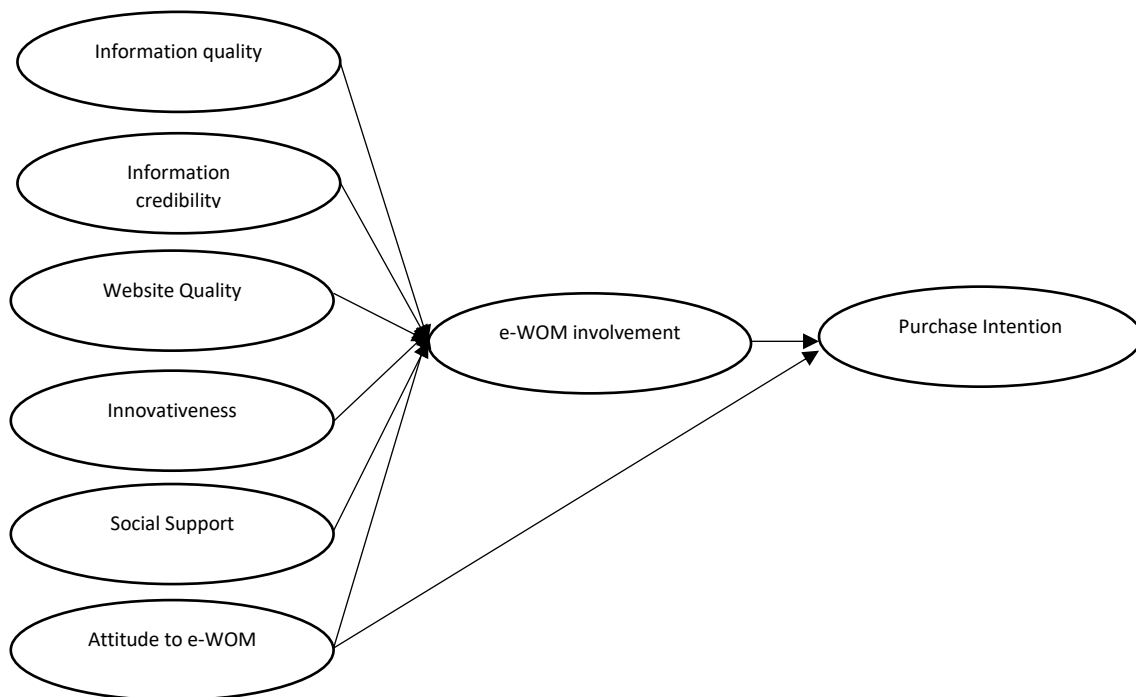 Information quality
Information
credibility
Website Quality
e-WOM involvement
Purchase Intention
Innovativeness
Social Support
Attitude to e-WOM